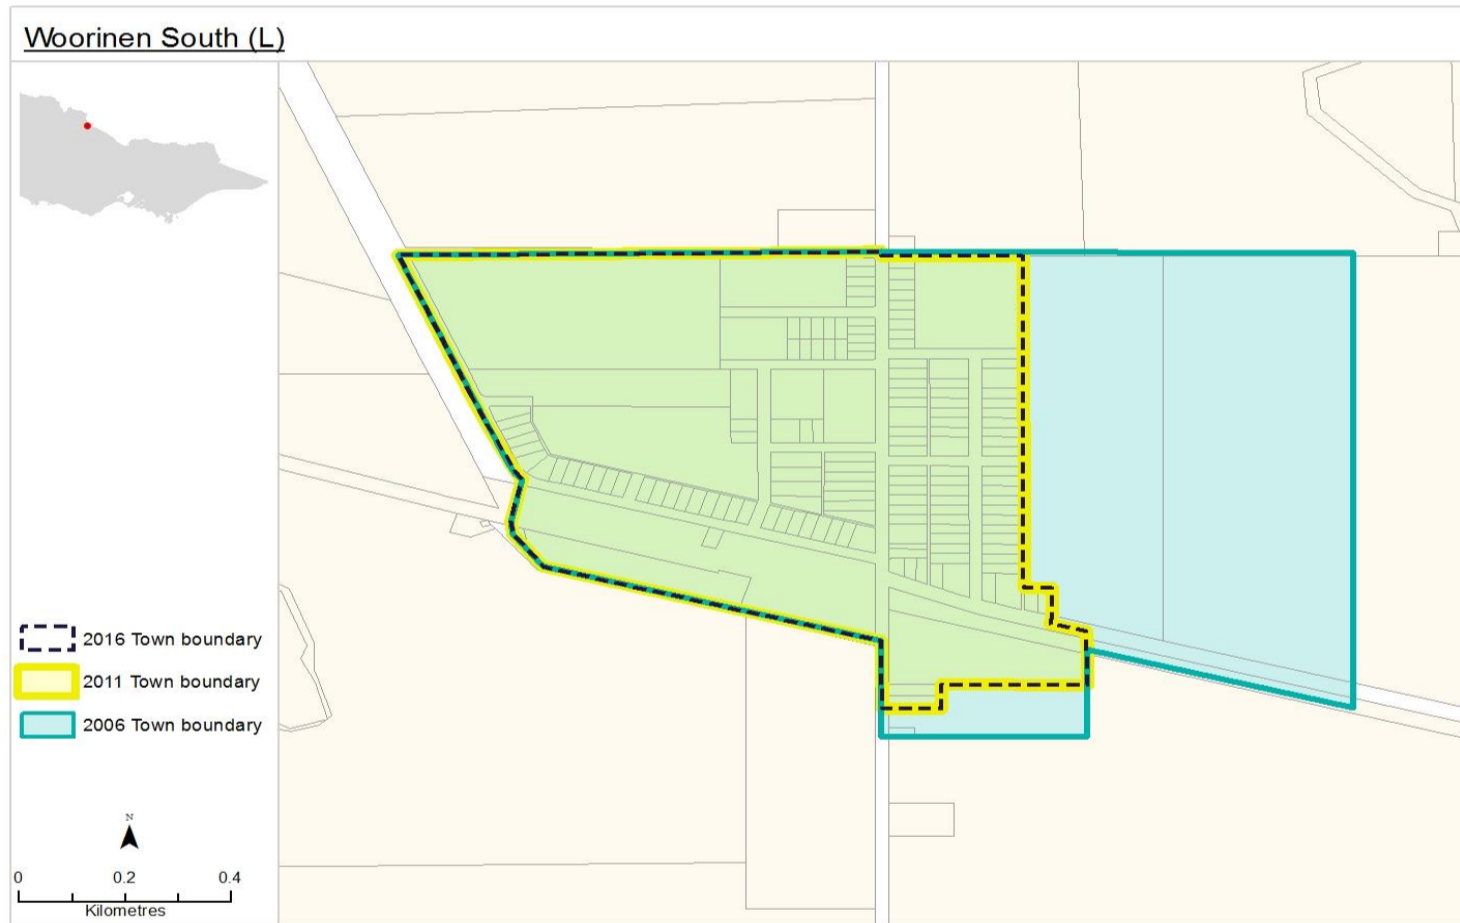 Woorinen South (L)
2016 Town boundary
2011 Town boundary
2006 Town boundary
N
0 0.2 0.4
Kilometres